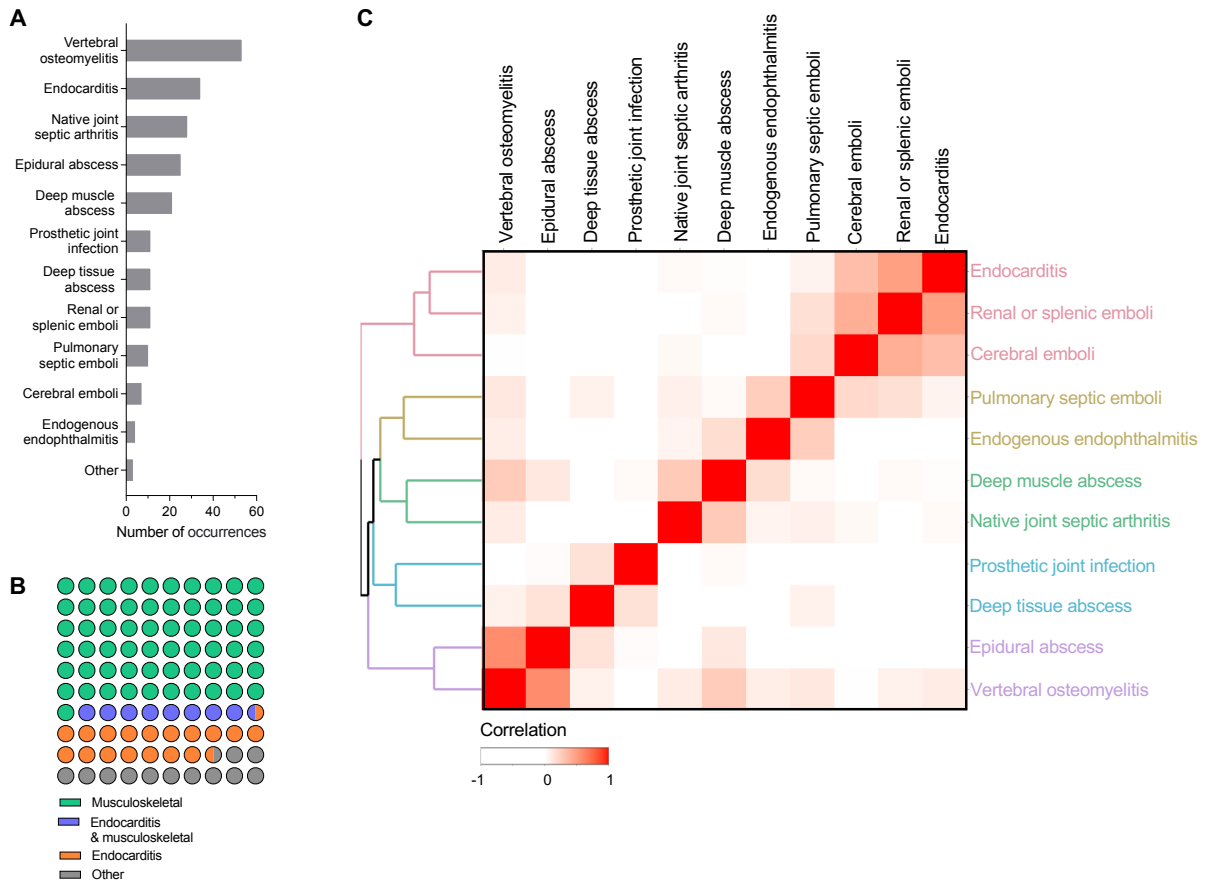 A
Vertebral
osteomyelitis
Endocarditis
Native joint
septic arthritis
Epidural abscess
Deep muscle
abscess
Prosthetic joint
infection
Deep tissue
abscess
Renal or
splenic emboli
Pulmonary
septic emboli
Cerebral emboli
Endogenous
endophthalmitis
Other
0 20 40 60
Number of occurrences
B
Musculoskeletal
Endocarditis
& musculoskeletal
Endocarditis
Other
C
Vertebral osteomyelitis
Epidural abscess
Deep tissue abscess
Prosthetic joint infection
Native joint septic arthritis
Deep muscle abscess
Endogenous endophthalmitis
Pulmonary septic emboli
Cerebral emboli
Renal or splenic emboli
Endocarditis
Endocarditis
Renal or splenic emboli
Cerebral emboli
Pulmonary septic emboli
Endogenous endophthalmitis
Deep muscle abscess
Native joint septic arthritis
Prosthetic joint infection
Deep tissue abscess
Epidural abscess
Vertebral osteomyelitis
Correlation
-1 0 1